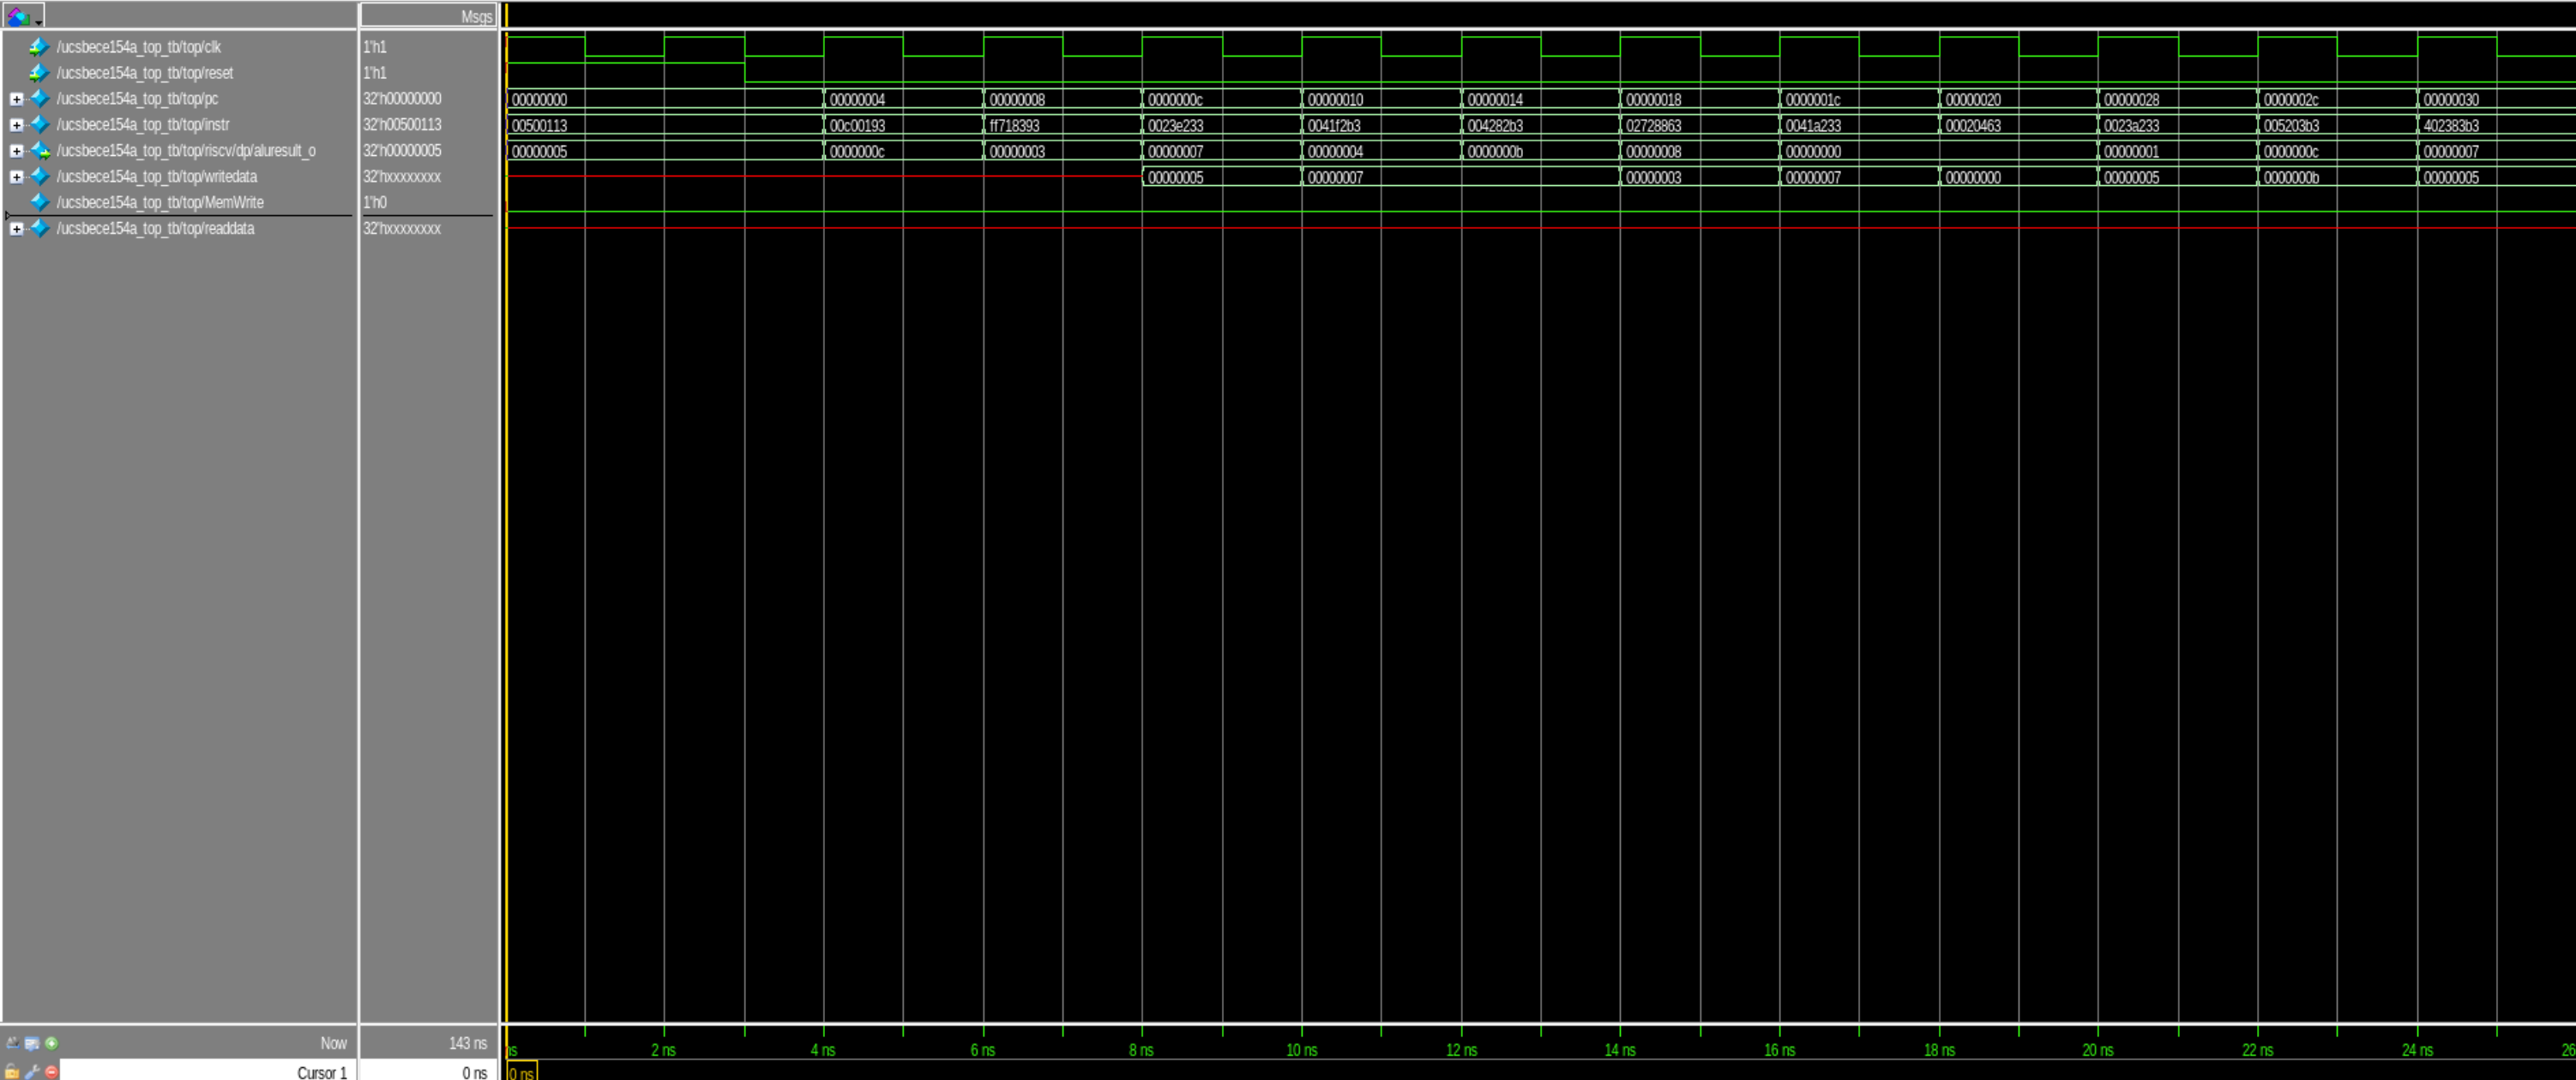 Msgs
/ucsbece154a_top_tb/top/clk 1'h1
/ucsbece154a_top_tb/top/reset 1'h1
/ucsbece154a_top_tb/top/pc 32'h00000000 00000000 00000004 00000008 0000000c 00000010 00000014 00000018 0000001c 00000020 00000028 0000002c 00000030
/ucsbece154a_top_tb/top/instr 32'h00500113 00500113 00c00193 ff718393 0023e233 0041f2b3 004282b3 02728863 0041a233 00020463 0023a233 005203b3 402383b3
/ucsbece154a_top_tb/top/riscv/dp/aluresult_o 32'h00000005 00000005 0000000c 00000003 00000007 00000004 0000000b 00000008 00000000 00000001 0000000c 00000007
/ucsbece154a_top_tb/top/writedata 32'hxxxxxxxx 00000005 00000007 00000003 00000007 00000000 00000005 0000000b 00000005
/ucsbece154a_top_tb/top/MemWrite 1'h0
/ucsbece154a_top_tb/top/readdata 32'hxxxxxxxx
Now 143 ns ns 2 ns 4 ns 6 ns 8 ns 10 ns 12 ns 14 ns 16 ns 18 ns 20 ns 22 ns 24 ns 26
Cursor 1 0 ns 0 ns